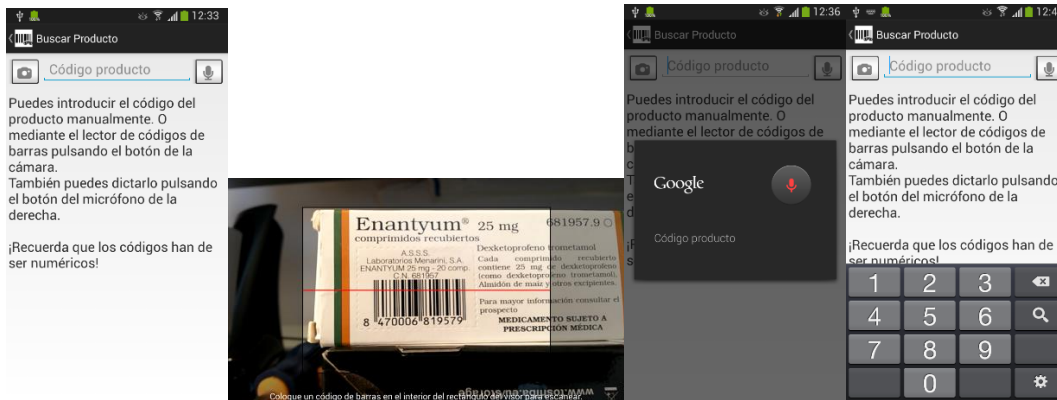 12:33
Buscar Producto
Código producto
Puedes introducir el código del
producto manualmente. O
mediante el lector de códigos de
barras pulsando el botón de la
cámara.
También puedes dictarlo pulsando
el botón del micrófono de la
derecha.
¡Recuerda que los códigos han de
ser numéricos!
Enantyum® 25 mg 681957.9
comprimidos recubiertos
A.S.S.S.
Laboratorios Menarini, S.A.
ENANTYUM 25 mg - 20 comp.
C.N. 681957
8 470006 819579
Dexketoprofeno trometamol
Cada comprimido recubierto
contiene 25 mg de dexketoprofeno
(como dexketoprofeno trometamol).
Almidón de maíz y otros excipientes.
Para mayor información consultar el
prospecto
MEDICAMENTO SUJETO A
PRESCRIPCIÓN MÉDICA
www.toshiba.eu/storage
Coloque un código de barras en el interior del rectángulo del visor para escanear.
12:36
Buscar Producto
Código producto
Puedes introducir el código del
producto manualmente. O
mediante el lector de códigos de
Google
Código producto
Buscar Producto
Código producto
Puedes introducir el código del
producto manualmente. O
mediante el lector de códigos de
barras pulsando el botón de la
cámara.
También puedes dictarlo pulsando
el botón del micrófono de la
derecha.
¡Recuerda que los códigos han de
ser numéricos!
1 2 3
4 5 6
7 8 9
0